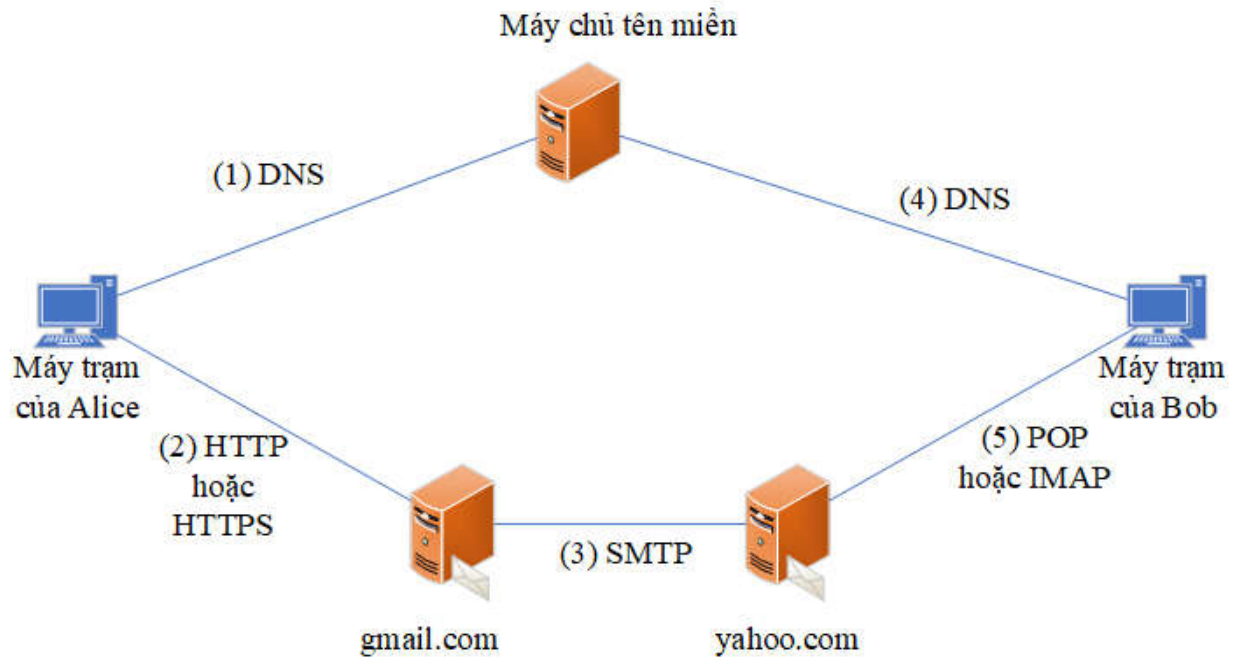 Máy chủ tên miền
(1) DNS
(4) DNS
Máy trạm
của Alice
Máy trạm
của Bob
(2) HTTP
hoặc
HTTPS
(5) POP
hoặc IMAP
(3) SMTP
gmail.com
yahoo.com